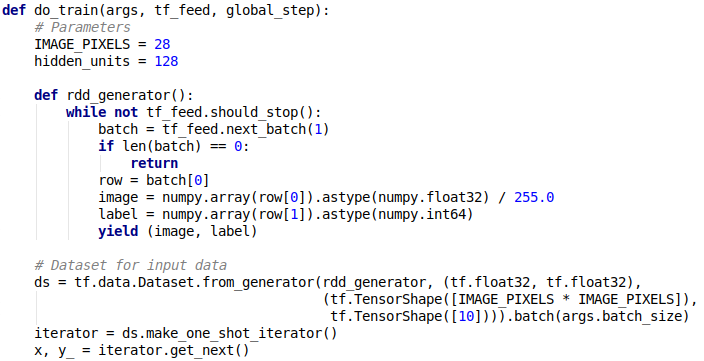 def do_train(args, tf_feed, global_step):
    # Parameters
    IMAGE_PIXELS = 28
    hidden_units = 128

    def rdd_generator():
        while not tf_feed.should_stop():
            batch = tf_feed.next_batch(1)
            if len(batch) == 0:
                return
            row = batch[0]
            image = numpy.array(row[0]).astype(numpy.float32) / 255.0
            label = numpy.array(row[1]).astype(numpy.int64)
            yield (image, label)

    # Dataset for input data
    ds = tf.data.Dataset.from_generator(rdd_generator, (tf.float32, tf.float32),
                                        (tf.TensorShape([IMAGE_PIXELS * IMAGE_PIXELS]),
                                         tf.TensorShape([10]))).batch(args.batch_size)
    iterator = ds.make_one_shot_iterator()
    x, y_ = iterator.get_next()